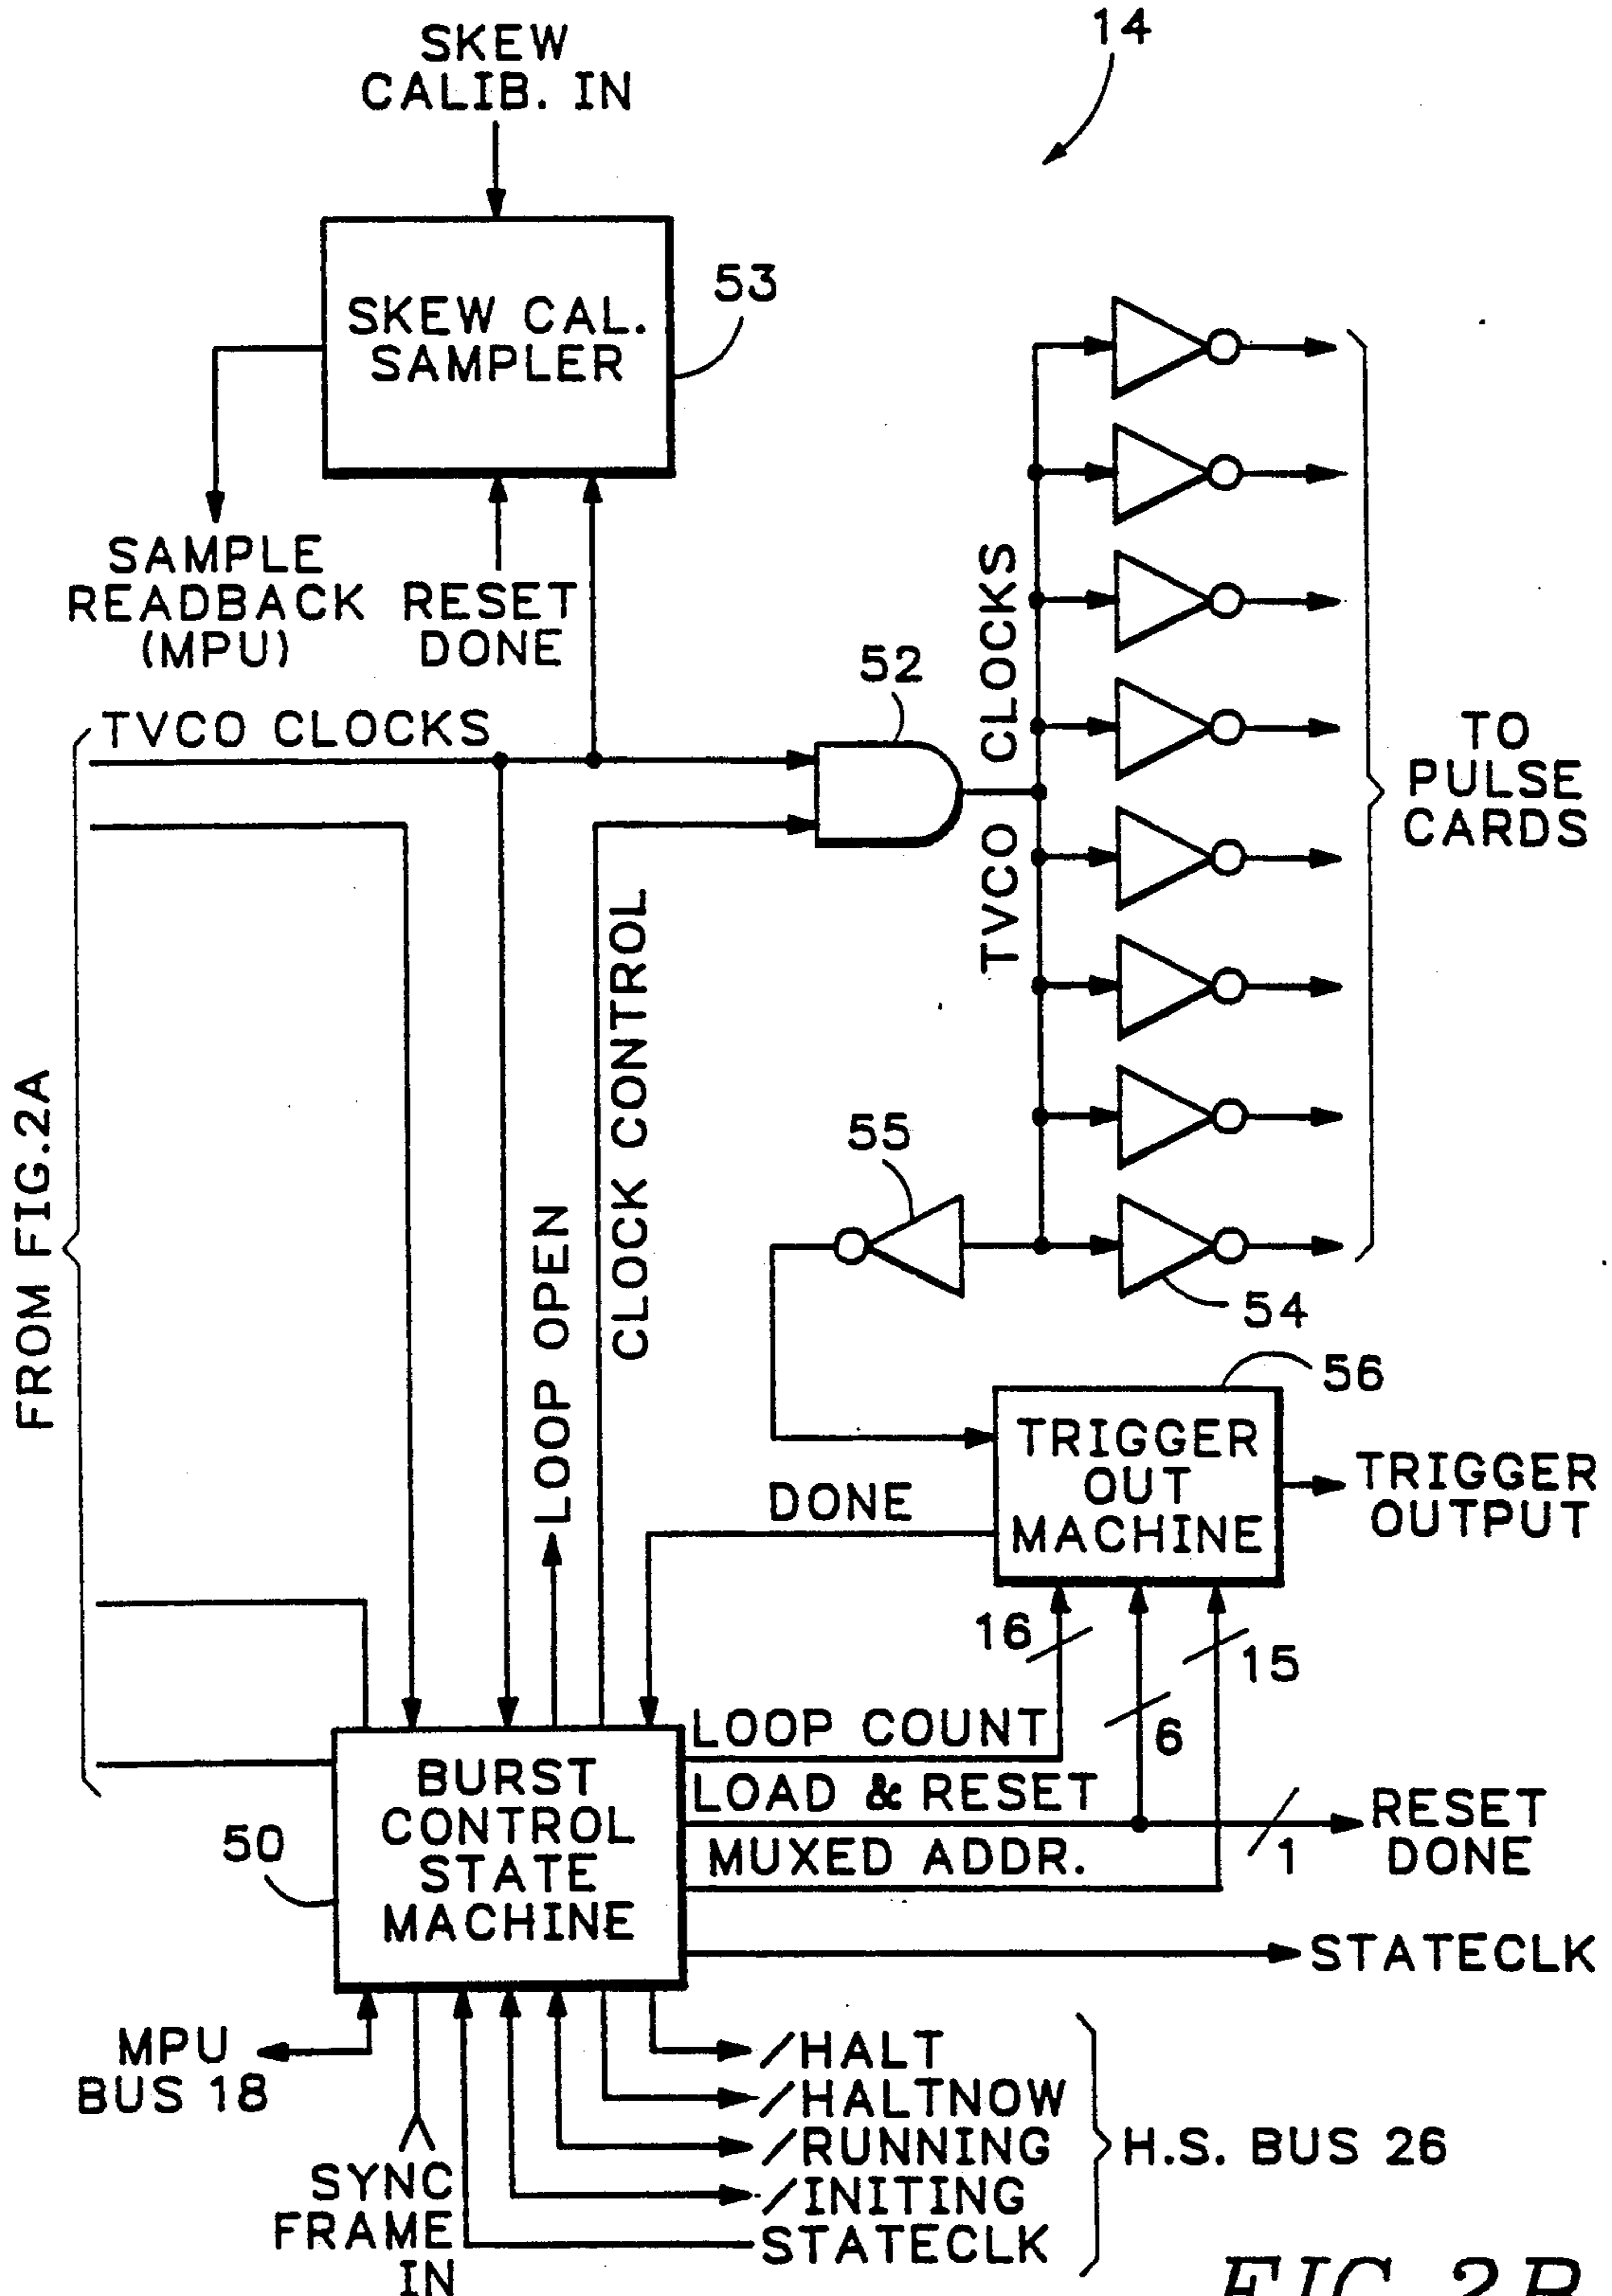 SKEW
CALIB. IN
14
SKEW CAL.
SAMPLER
53
SAMPLE
READBACK
(MPU)
RESET
DONE
TVCO CLOCKS
52
TVCO CLOCKS
TO
PULSE
CARDS
FROM FIG.2A
LOOP OPEN
CLOCK CONTROL
55
54
56
TRIGGER
OUT
MACHINE
TRIGGER
OUTPUT
DONE
16
15
6
LOOP COUNT
LOAD & RESET
MUXED ADDR.
1
RESET
DONE
50
BURST
CONTROL
STATE
MACHINE
STATECLK
MPU
BUS 18
SYNC
FRAME
IN
/HALT
/HALTNOW
/RUNNING
/INITING
STATECLK
H.S. BUS 26
FIG.2B